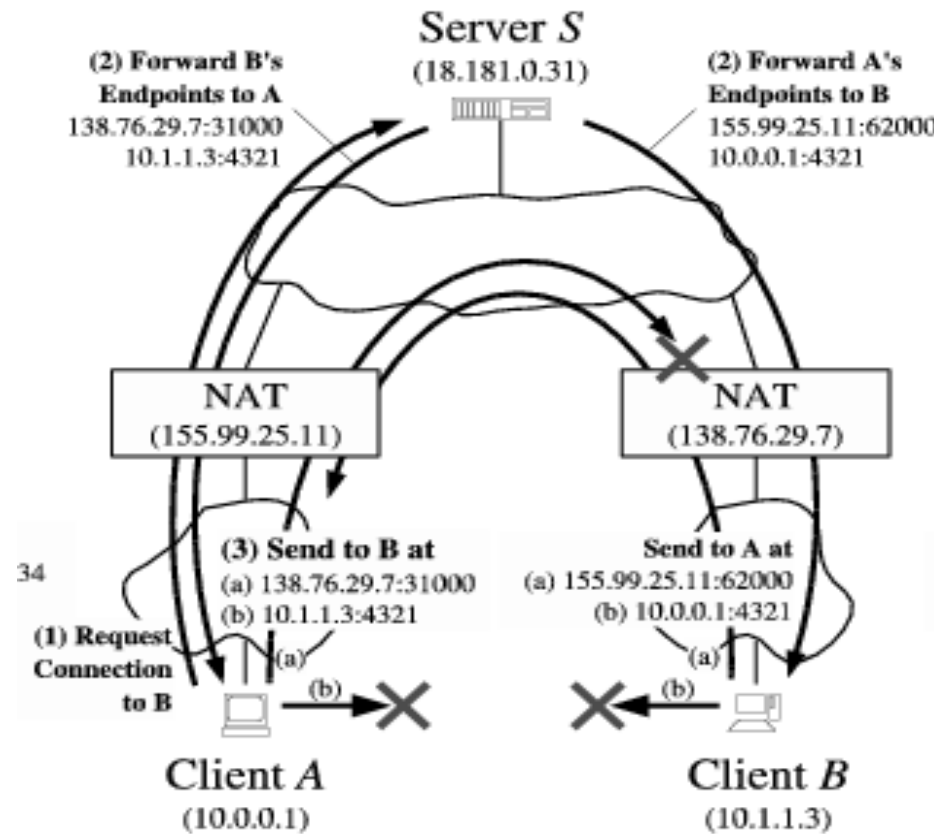 Server S
(18.181.0.31)
(2) Forward B's
Endpoints to A
138.76.29.7:31000
10.1.1.3:4321
(2) Forward A's
Endpoints to B
155.99.25.11:62000
10.0.0.1:4321
NAT
(155.99.25.11)
NAT
(138.76.29.7)
34
(3) Send to B at
(a) 138.76.29.7:31000
(b) 10.1.1.3:4321
Send to A at
(a) 155.99.25.11:62000
(b) 10.0.0.1:4321
(1) Request
Connection
to B
(a)
(b)
(a)
(b)
Client A
(10.0.0.1)
Client B
(10.1.1.3)